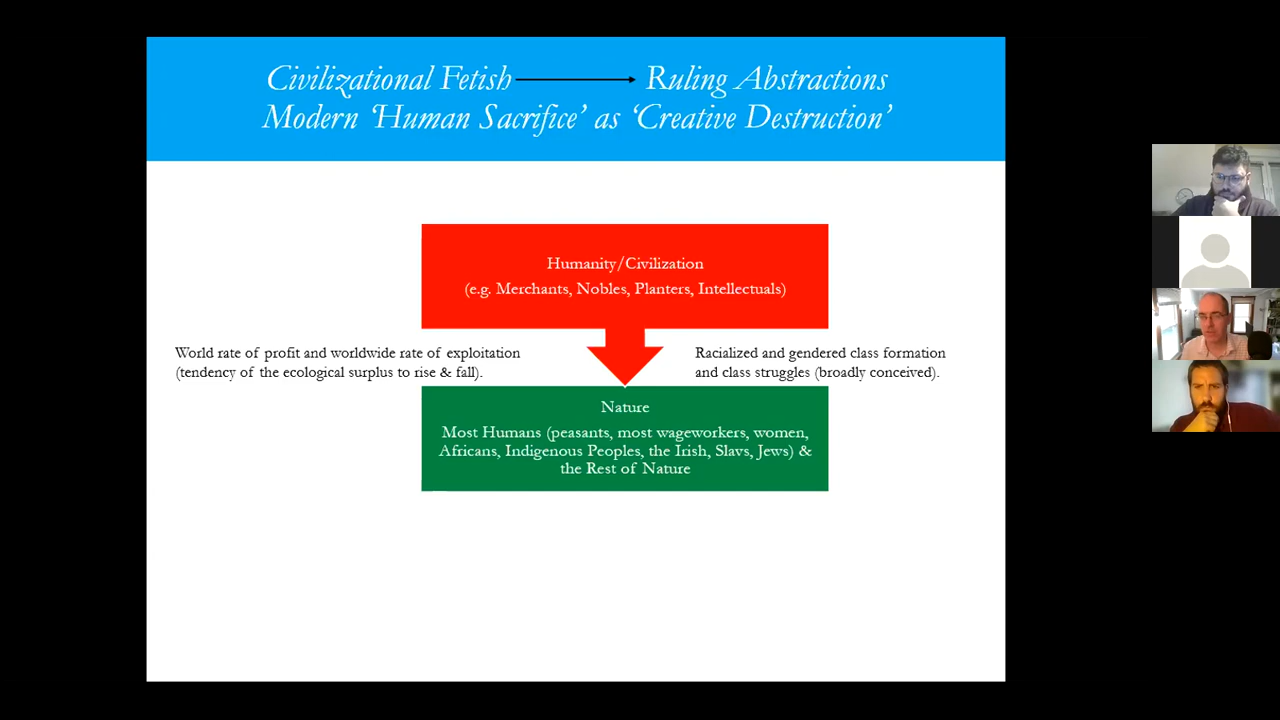 Civilizational Fetish Ruling Abstractions
Modern ‘Human Sacrifice’ as ‘Creative Destruction’
Humanity/Civilization
(e.g. Merchants, Nobles, Planters, Intellectuals)
World rate of profit and worldwide rate of exploitation
(tendency of the ecological surplus to rise & fall).
Racialized and gendered class formation
and class struggles (broadly conceived).
Nature
Most Humans (peasants, most wageworkers, women,
Africans, Indigenous Peoples, the Irish, Slavs, Jews) &
the Rest of Nature